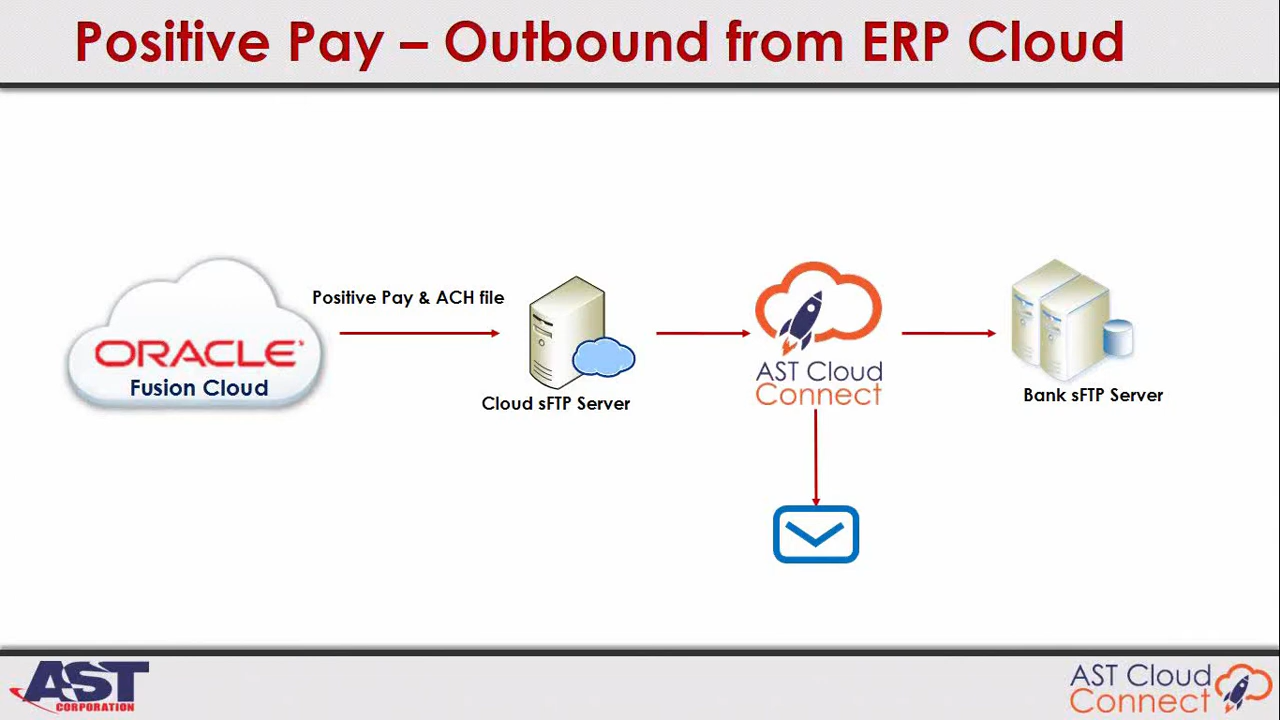 Positive Pay – Outbound from ERP Cloud
Positive Pay & ACH file
ORACLE
Fusion Cloud
Cloud sFTP Server
AST Cloud
Connect
Bank sFTP Server
AST
CORPORATION
AST Cloud
Connect